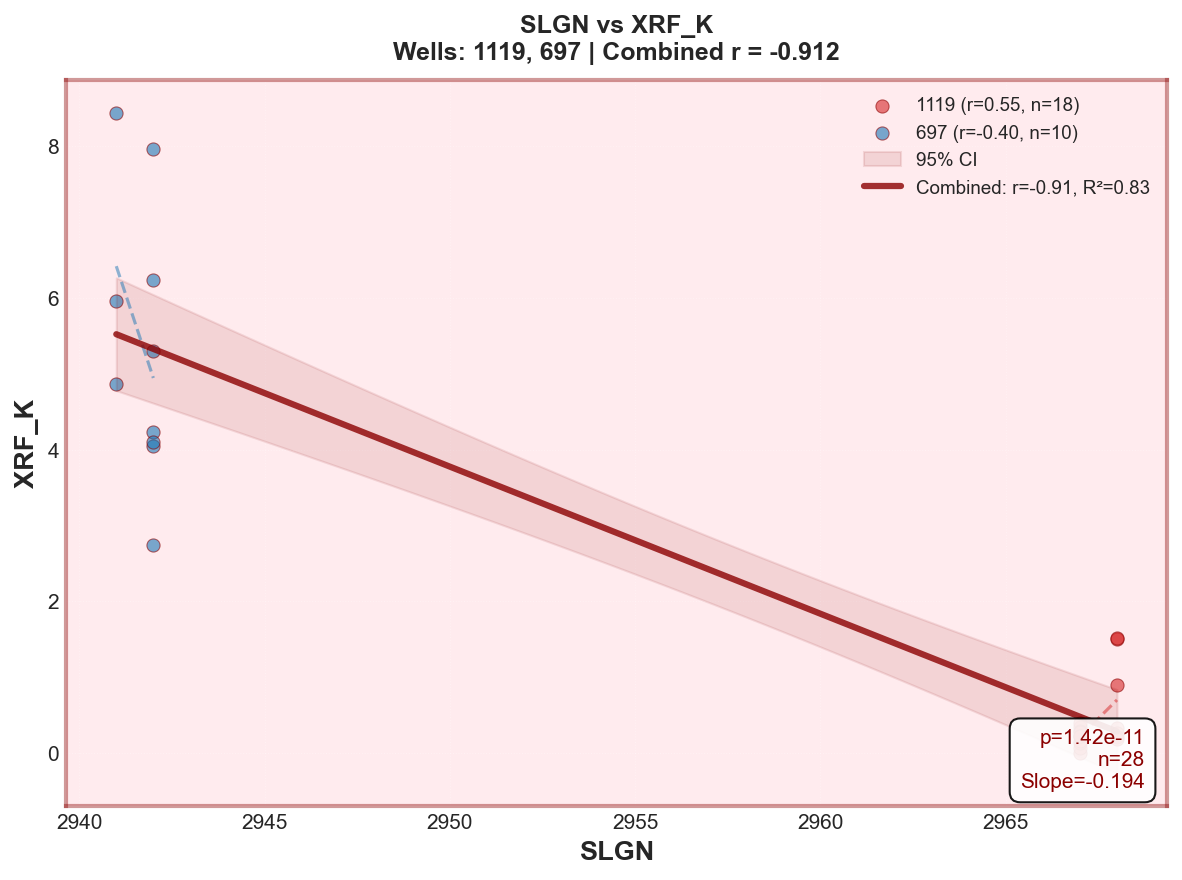 SLGN vs XRF_K
Wells: 1119, 697 | Combined r = -0.912
1119 (r=0.55, n=18)
697 (r=-0.40, n=10)
95% CI
Combined: r=-0.91, R²=0.83
8
6
4
2
0
XRF_K
p=1.42e-11
n=28
Slope=-0.194
2940 2945 2950 2955 2960 2965
SLGN